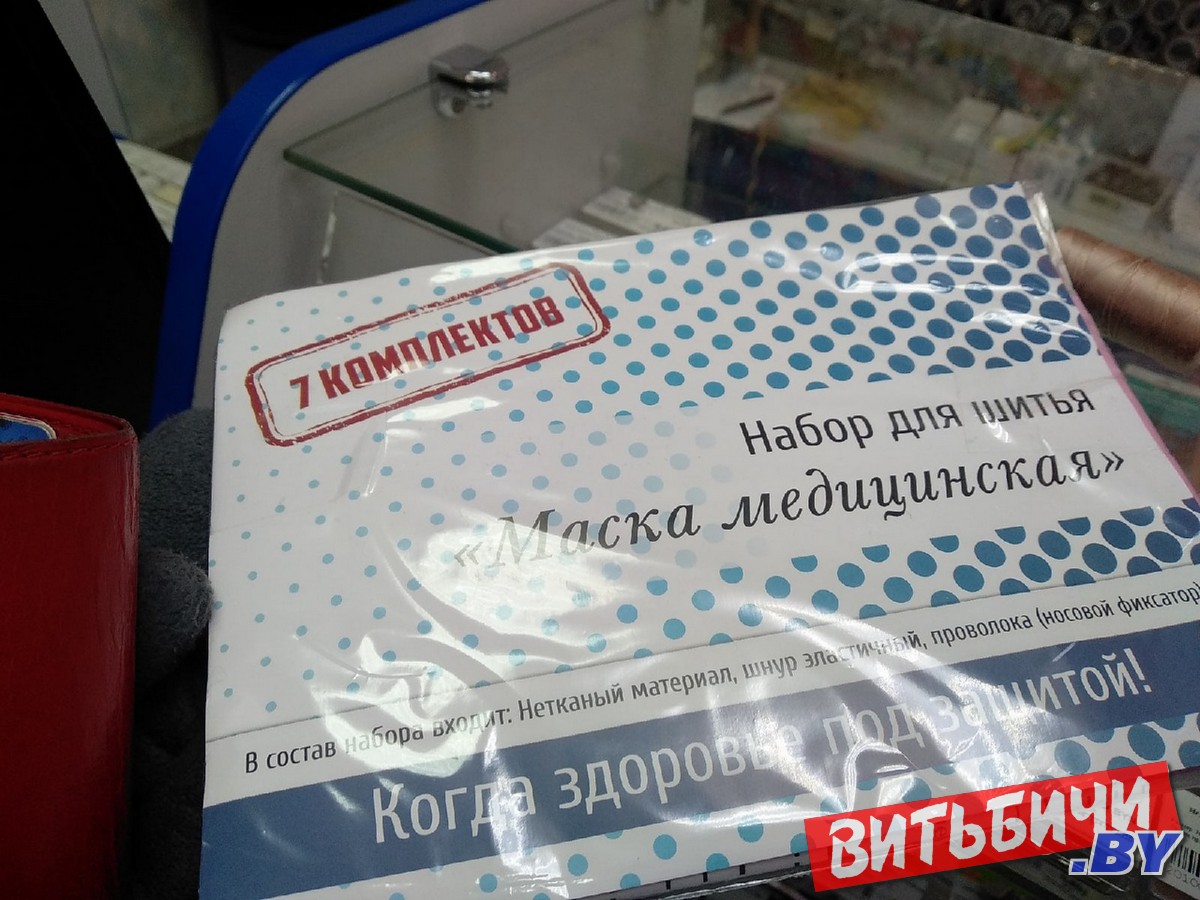 7 КОМПЛЕКТОВ
Набор для шитья
«Маска медицинская»
В состав набора входит: Нетканый материал, шнур эластичный, проволока (носовой фиксатор)
Когда здоровье под защитой!
ВИТЬБИЧИ
.BY